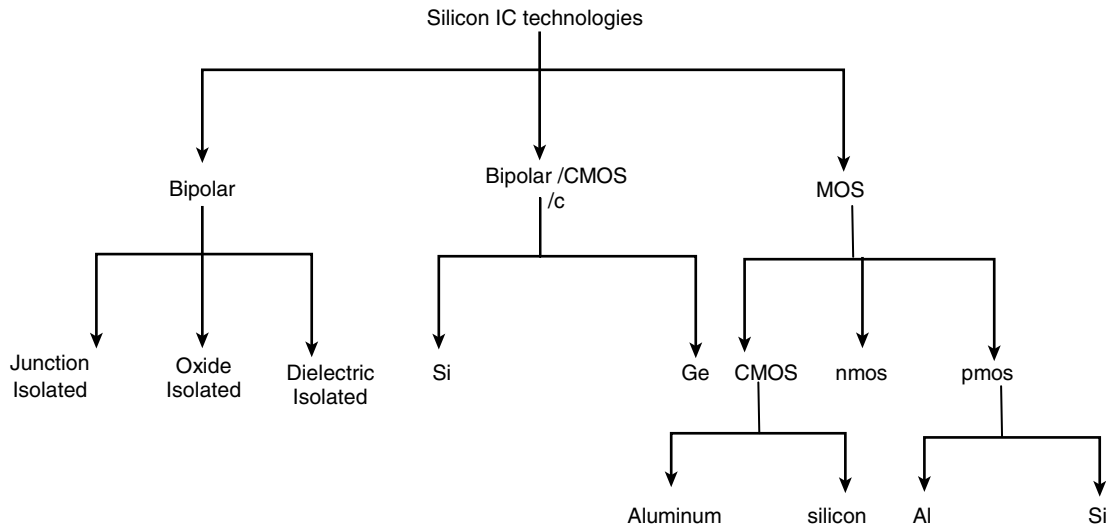 Silicon IC technologies
Bipolar
Bipolar /CMOS
/c
MOS
Junction
Isolated
Oxide
Isolated
Dielectric
Isolated
Si
Ge
CMOS
nmos
pmos
Aluminum
silicon
Al
Si